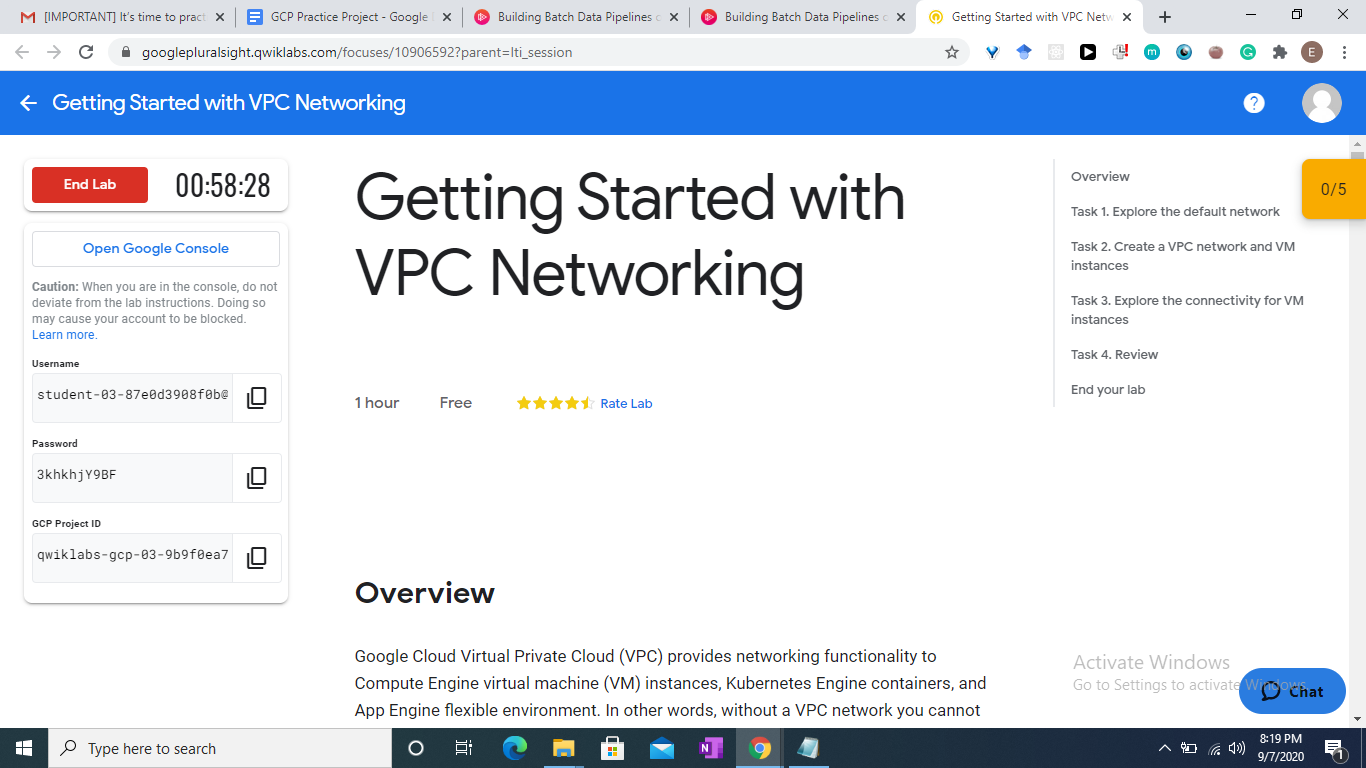 [IMPORTANT] It's time to pract
GCP Practice Project - Google
Building Batch Data Pipelines
Building Batch Data Pipelines
Getting Started with VPC Netw
googlepluralsight.qwiklabs.com/focuses/10906592?parent=lti_session
E
Getting Started with VPC Networking
End Lab
00:58:28
Open Google Console
Caution: When you are in the console, do not
deviate from the lab instructions. Doing so
may cause your account to be blocked.
Learn more.
Username
student-03-87e0d3908f0b@
Password
3khkhjY9BF
GCP Project ID
qwiklabs-gcp-03-9b9f0ea7
Getting Started with
VPC Networking
1 hour
Free
Rate Lab
Overview
Google Cloud Virtual Private Cloud (VPC) provides networking functionality to
Compute Engine virtual machine (VM) instances, Kubernetes Engine containers, and
App Engine flexible environment. In other words, without a VPC network you cannot
Overview
Task 1. Explore the default network
Task 2. Create a VPC network and VM
instances
Task 3. Explore the connectivity for VM
instances
Task 4. Review
End your lab
0/5
Activate Windows
Go to Settings to activate Windows.
Chat
Type here to search
8:19 PM
9/7/2020
1